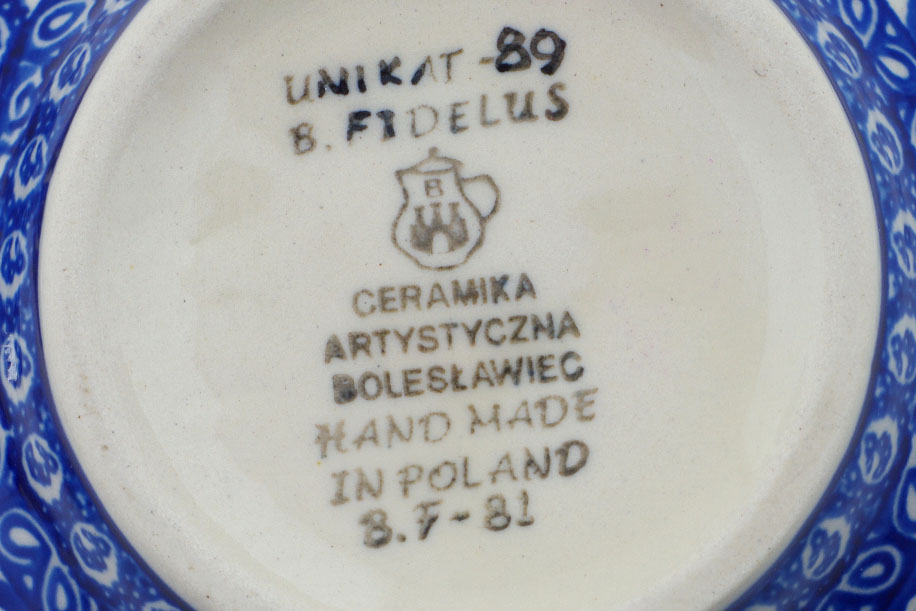 UNIKAT -89
B. FIDELUS
B
CERAMIKA
ARTYSTYCZNA
BOLESŁAWIEC
HAND MADE
IN POLAND
B.F-81